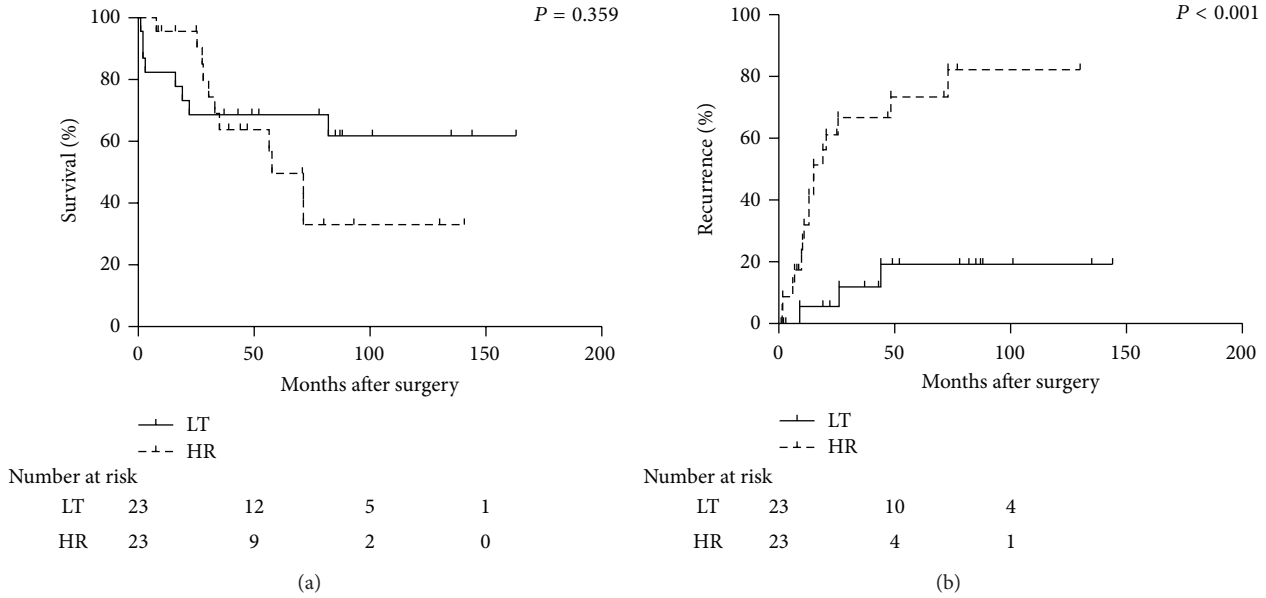 P = 0.359
100
80
60
40
20
0
Survival (%)
0 50 100 150 200
Months after surgery
LT
HR
Number at risk
LT 23 12 5 1
HR 23 9 2 0
(a)
P < 0.001
100
80
60
40
20
0
Recurrence (%)
0 50 100 150 200
Months after surgery
LT
HR
Number at risk
LT 23 10 4
HR 23 4 1
(b)